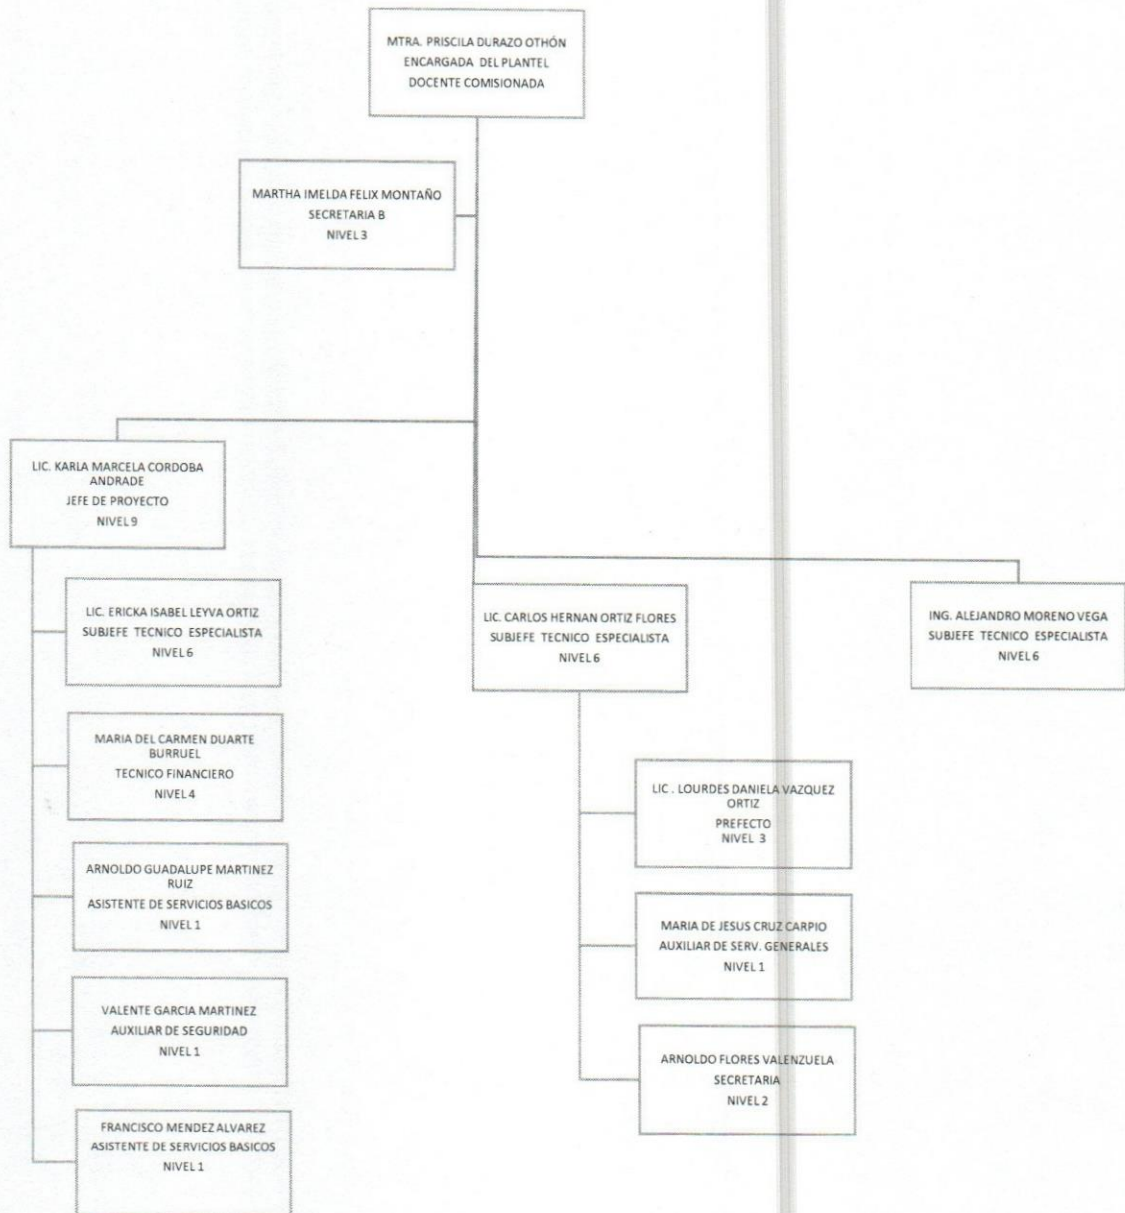 MTRA. PRISCILA DURAZO OTHÓN
ENCARGADA DEL PLANTEL
DOCENTE COMISIONADA
MARTHA IMELDA FELIX MONTAÑO
SECRETARIA B
NIVEL 3
LIC. KARLA MARCELA CORDOBA
ANDRADE
JEFE DE PROYECTO
NIVEL 9
LIC. ERICKA ISABEL LEYVA ORTIZ
SUBJEFE TECNICO ESPECIALISTA
NIVEL 6
MARIA DEL CARMEN DUARTE
BURRUEL
TECNICO FINANCIERO
NIVEL 4
ARNOLDO GUADALUPE MARTINEZ
RUIZ
ASISTENTE DE SERVICIOS BASICOS
NIVEL 1
VALENTE GARCIA MARTINEZ
AUXILIAR DE SEGURIDAD
NIVEL 1
FRANCISCO MENDEZ ALVAREZ
ASISTENTE DE SERVICIOS BASICOS
NIVEL 1
LIC. CARLOS HERNAN ORTIZ FLORES
SUBJEFE TECNICO ESPECIALISTA
NIVEL 6
LIC . LOURDES DANIELA VAZQUEZ
ORTIZ
PREFECTO
NIVEL 3
MARIA DE JESUS CRUZ CARPIO
AUXILIAR DE SERV. GENERALES
NIVEL 1
ARNOLDO FLORES VALENZUELA
SECRETARIA
NIVEL 2
ING. ALEJANDRO MORENO VEGA
SUBJEFE TECNICO ESPECIALISTA
NIVEL 6